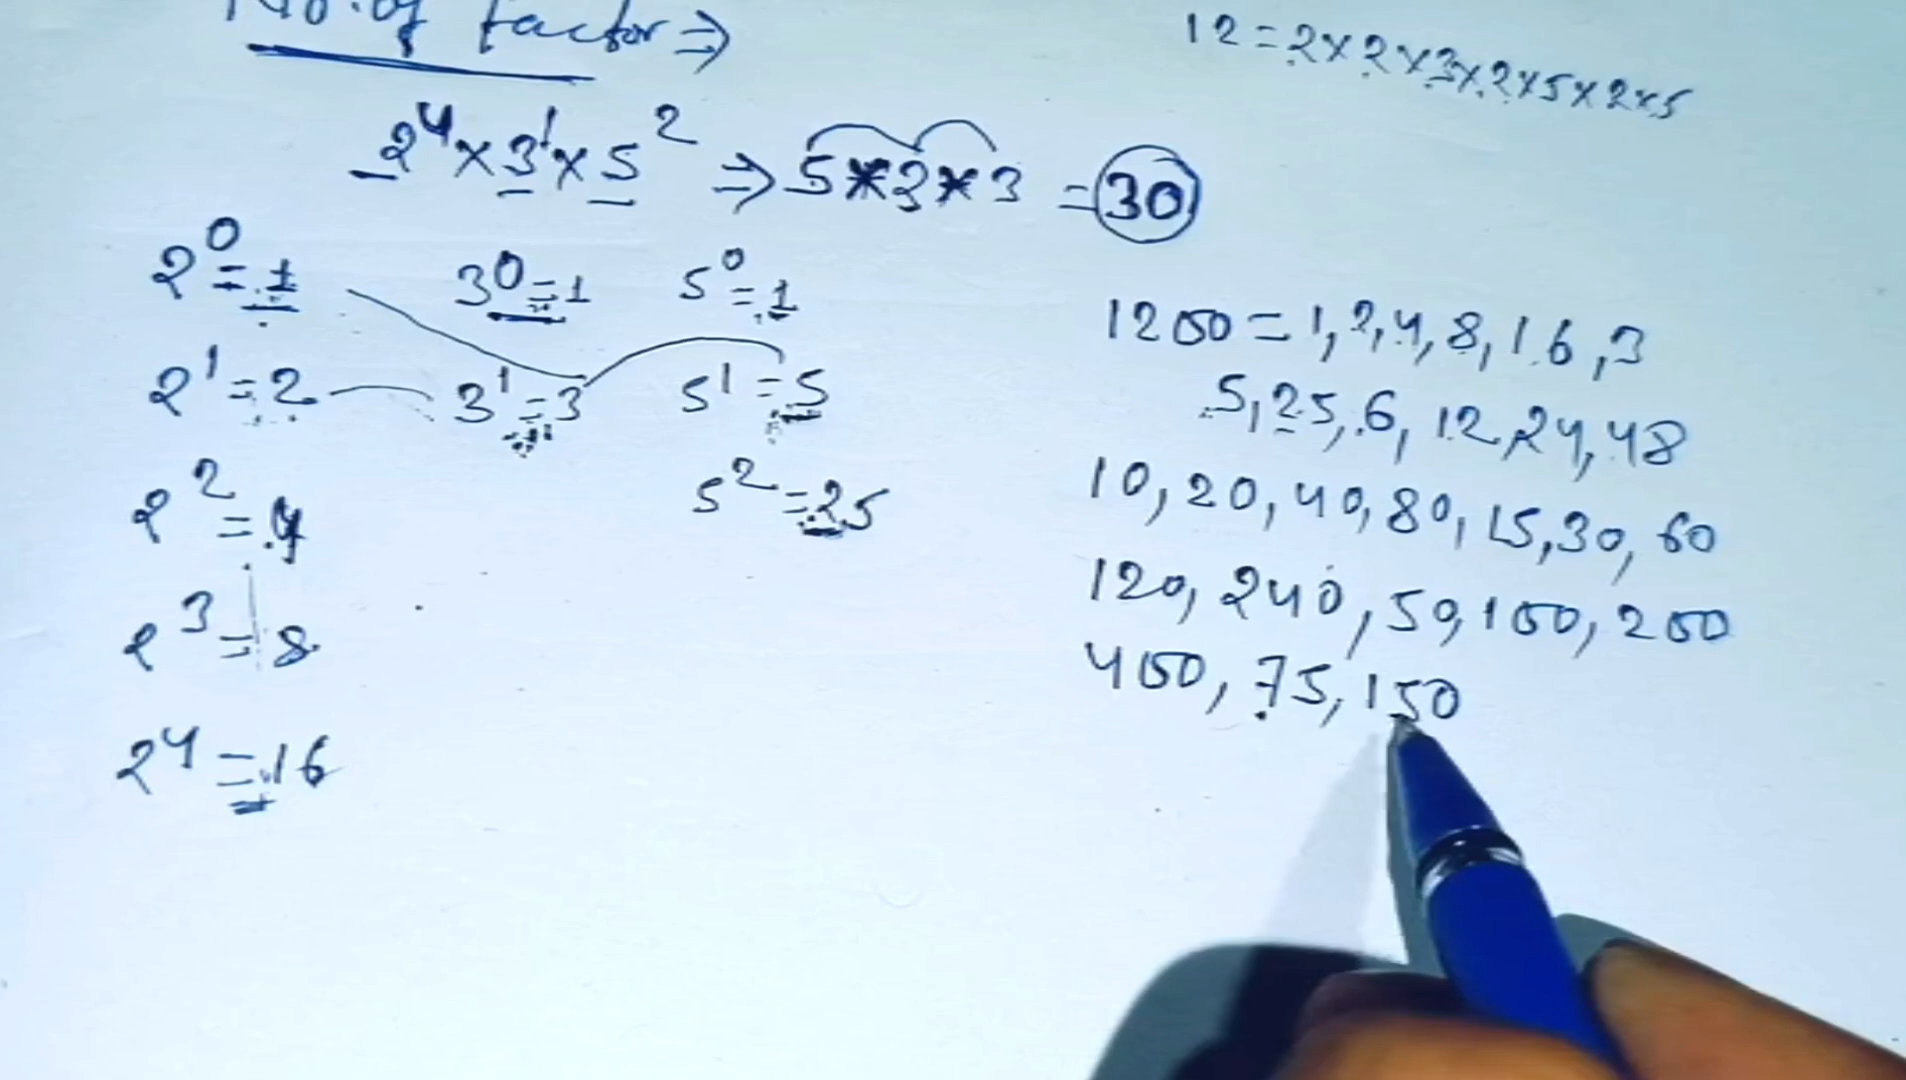 No. of factor ⇒
12 = 2×2×3×2×5×2×5
2⁴×3¹×5² ⇒ 5*2*3 = 30
2⁰=1 3⁰=1 5⁰=1
2¹=2 3¹=3 5¹=5
2²=4 5²=25
2³=8
2⁴=16
1200 = 1,2,4,8,16,3
5,25,6,12,24,48
10,20,40,80,15,30,60
120,240,50,100,200
400,75,150